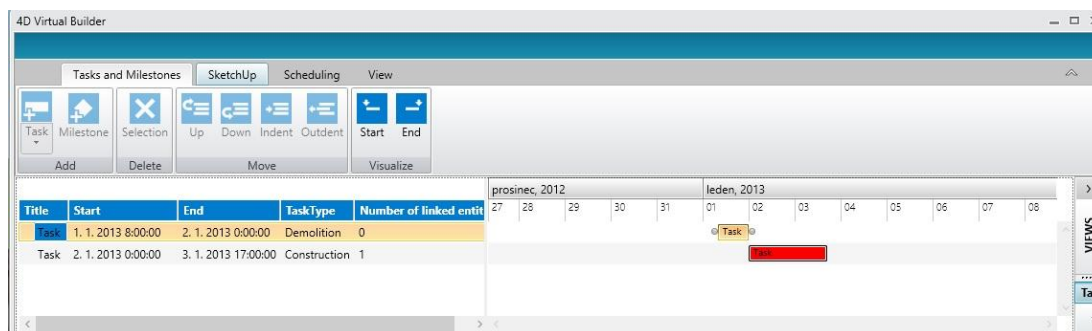 4D Virtual Builder
Tasks and Milestones SketchUp Scheduling View
Task Milestone Selection Up Down Indent Outdent Start End
Add Delete Move Visualize
prosinec, 2012 leden, 2013
Title Start End TaskType Number of linked entit 27 28 29 30 31 01 02 03 04 05 06 07 08
Task 1. 1. 2013 8:00:00 2. 1. 2013 0:00:00 Demolition 0 Task
Task 2. 1. 2013 0:00:00 3. 1. 2013 17:00:00 Construction 1 Task
VIEWS
Ta